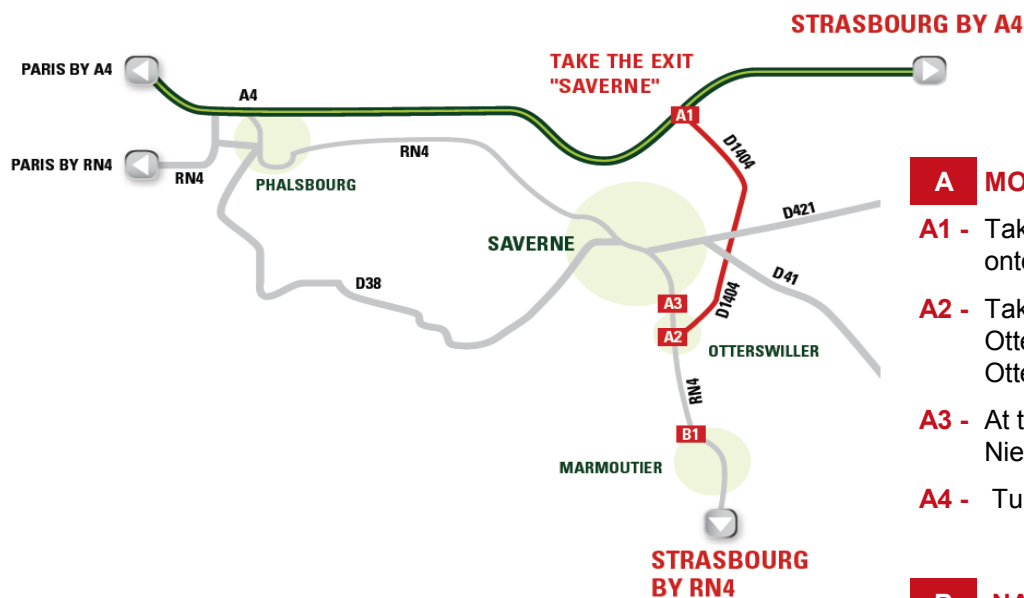 STRASBOURG BY A4
PARIS BY A4
TAKE THE EXIT
"SAVERNE"
A4
A1
D1404
PARIS BY RN4
RN4
RN4
PHALSBOURG
D421
SAVERNE
D41
D38
D1404
A3
A2
OTTERSWILLER
RN4
B1
MARMOUTIER
STRASBOURG
BY RN4
A
A1 -
A2 -
A3 - At
A4 -